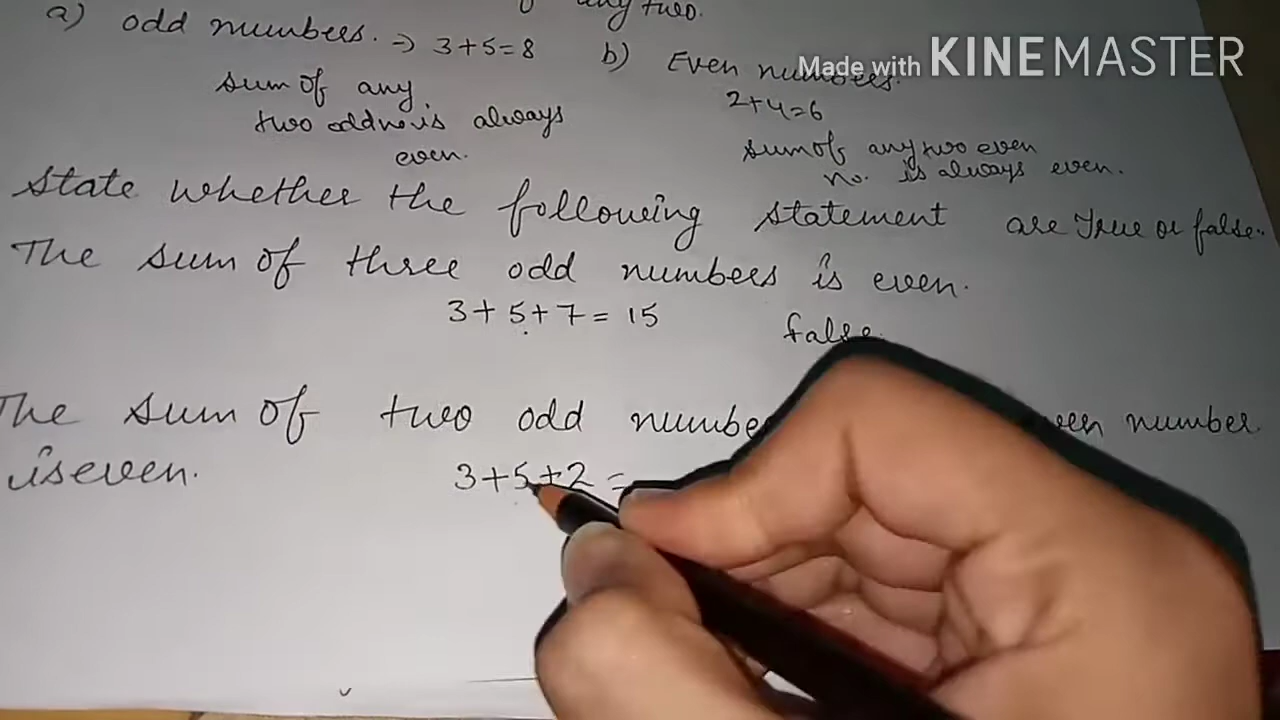 any two.
a) odd numbers. → 3+5=8
b) Even numbers.
sum of any
two odd no. is always
even.
2+4=6
sum of any two even
no. is always even.
State whether the following statement are True or false.
The sum of three odd numbers is even.
3+5+7=15
false.
The sum of two odd even number
is even.
3+5+2=
Made with KINEMASTER